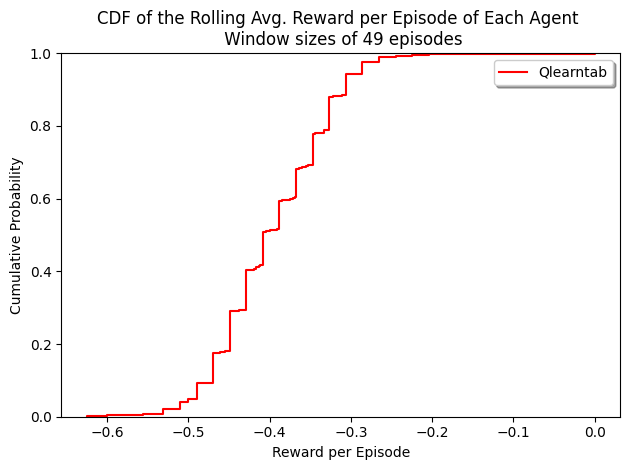 CDF of the Rolling Avg. Reward per Episode of Each Agent
Window sizes of 49 episodes
Qlearntab
Cumulative Probability
1.0
0.8
0.6
0.4
0.2
0.0
−0.6 −0.5 −0.4 −0.3 −0.2 −0.1 0.0
Reward per Episode